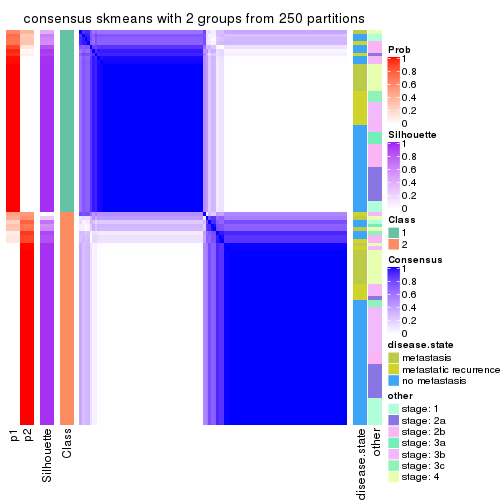 consensus skmeans with 2 groups from 250 partitions
Prob
1
0.8
0.6
0.4
0.2
0
Silhouette
1
0.8
0.6
0.4
0.2
0
Class
1
2
Consensus
1
0.8
0.6
0.4
0.2
0
disease.state
metastasis
metastatic recurrence
no metastasis
other
stage: 1
stage: 2a
stage: 2b
stage: 3a
stage: 3b
stage: 3c
stage: 4
p1
p2
Silhouette
Class
disease.state
other